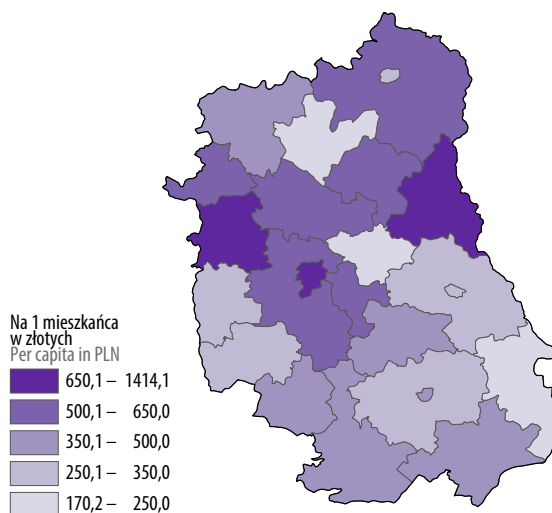 Na 1 mieszkańca
w złotych
Per capita in PLN
650,1 – 1414,1
500,1 – 650,0
350,1 – 500,0
250,1 – 350,0
170,2 – 250,0